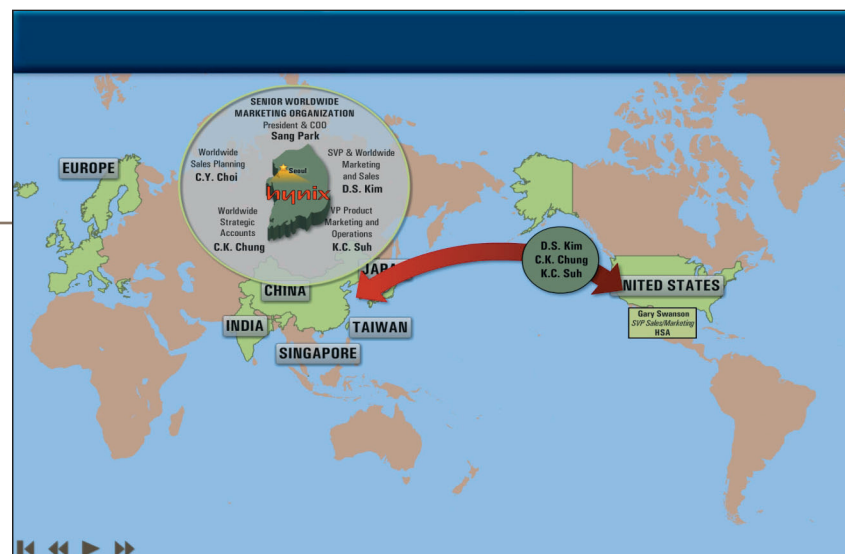 SENIOR WORLDWIDE
MARKETING ORGANIZATION
President & COO
Sang Park
Worldwide
Sales Planning
C.Y. Choi
SVP & Worldwide
Marketing
and Sales
D.S. Kim
Seoul
hynix
Worldwide
Strategic
Accounts
C.K. Chung
VP Product
Marketing and
Operations
K.C. Suh
EUROPE
JAPA
CHINA
INDIA
TAIWAN
SINGAPORE
D.S. Kim
C.K. Chung
K.C. Suh
UNITED STATES
Gary Swanson
SVP Sales/Marketing
HSA